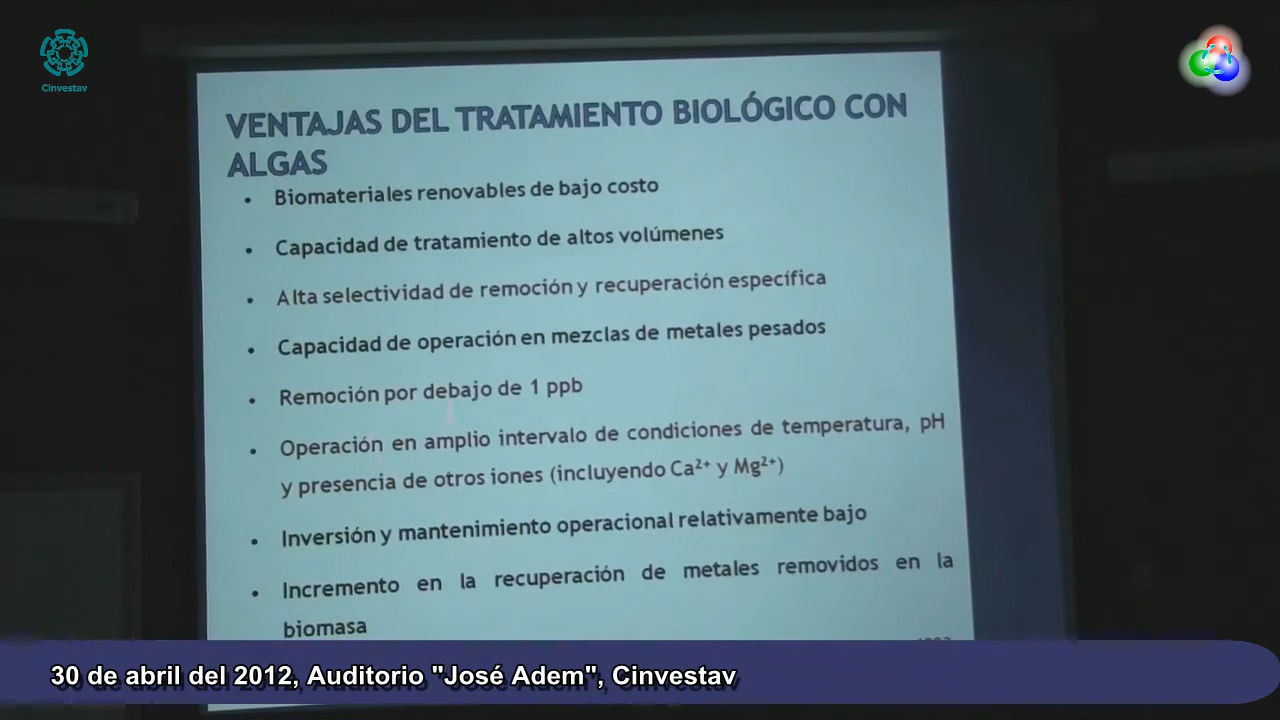 Cinvestav
VENTAJAS DEL TRATAMIENTO BIOLÓGICO CON
ALGAS
• Biomateriales renovables de bajo costo
• Capacidad de tratamiento de altos volúmenes
• Alta selectividad de remoción y recuperación específica
• Capacidad de operación en mezclas de metales pesados
• Remoción por debajo de 1 ppb
• Operación en amplio intervalo de condiciones de temperatura, pH
y presencia de otros iones (incluyendo Ca²⁺ y Mg²⁺)
• Inversión y mantenimiento operacional relativamente bajo
• Incremento en la recuperación de metales removidos en la
biomasa
30 de abril del 2012, Auditorio "José Adem", Cinvestav